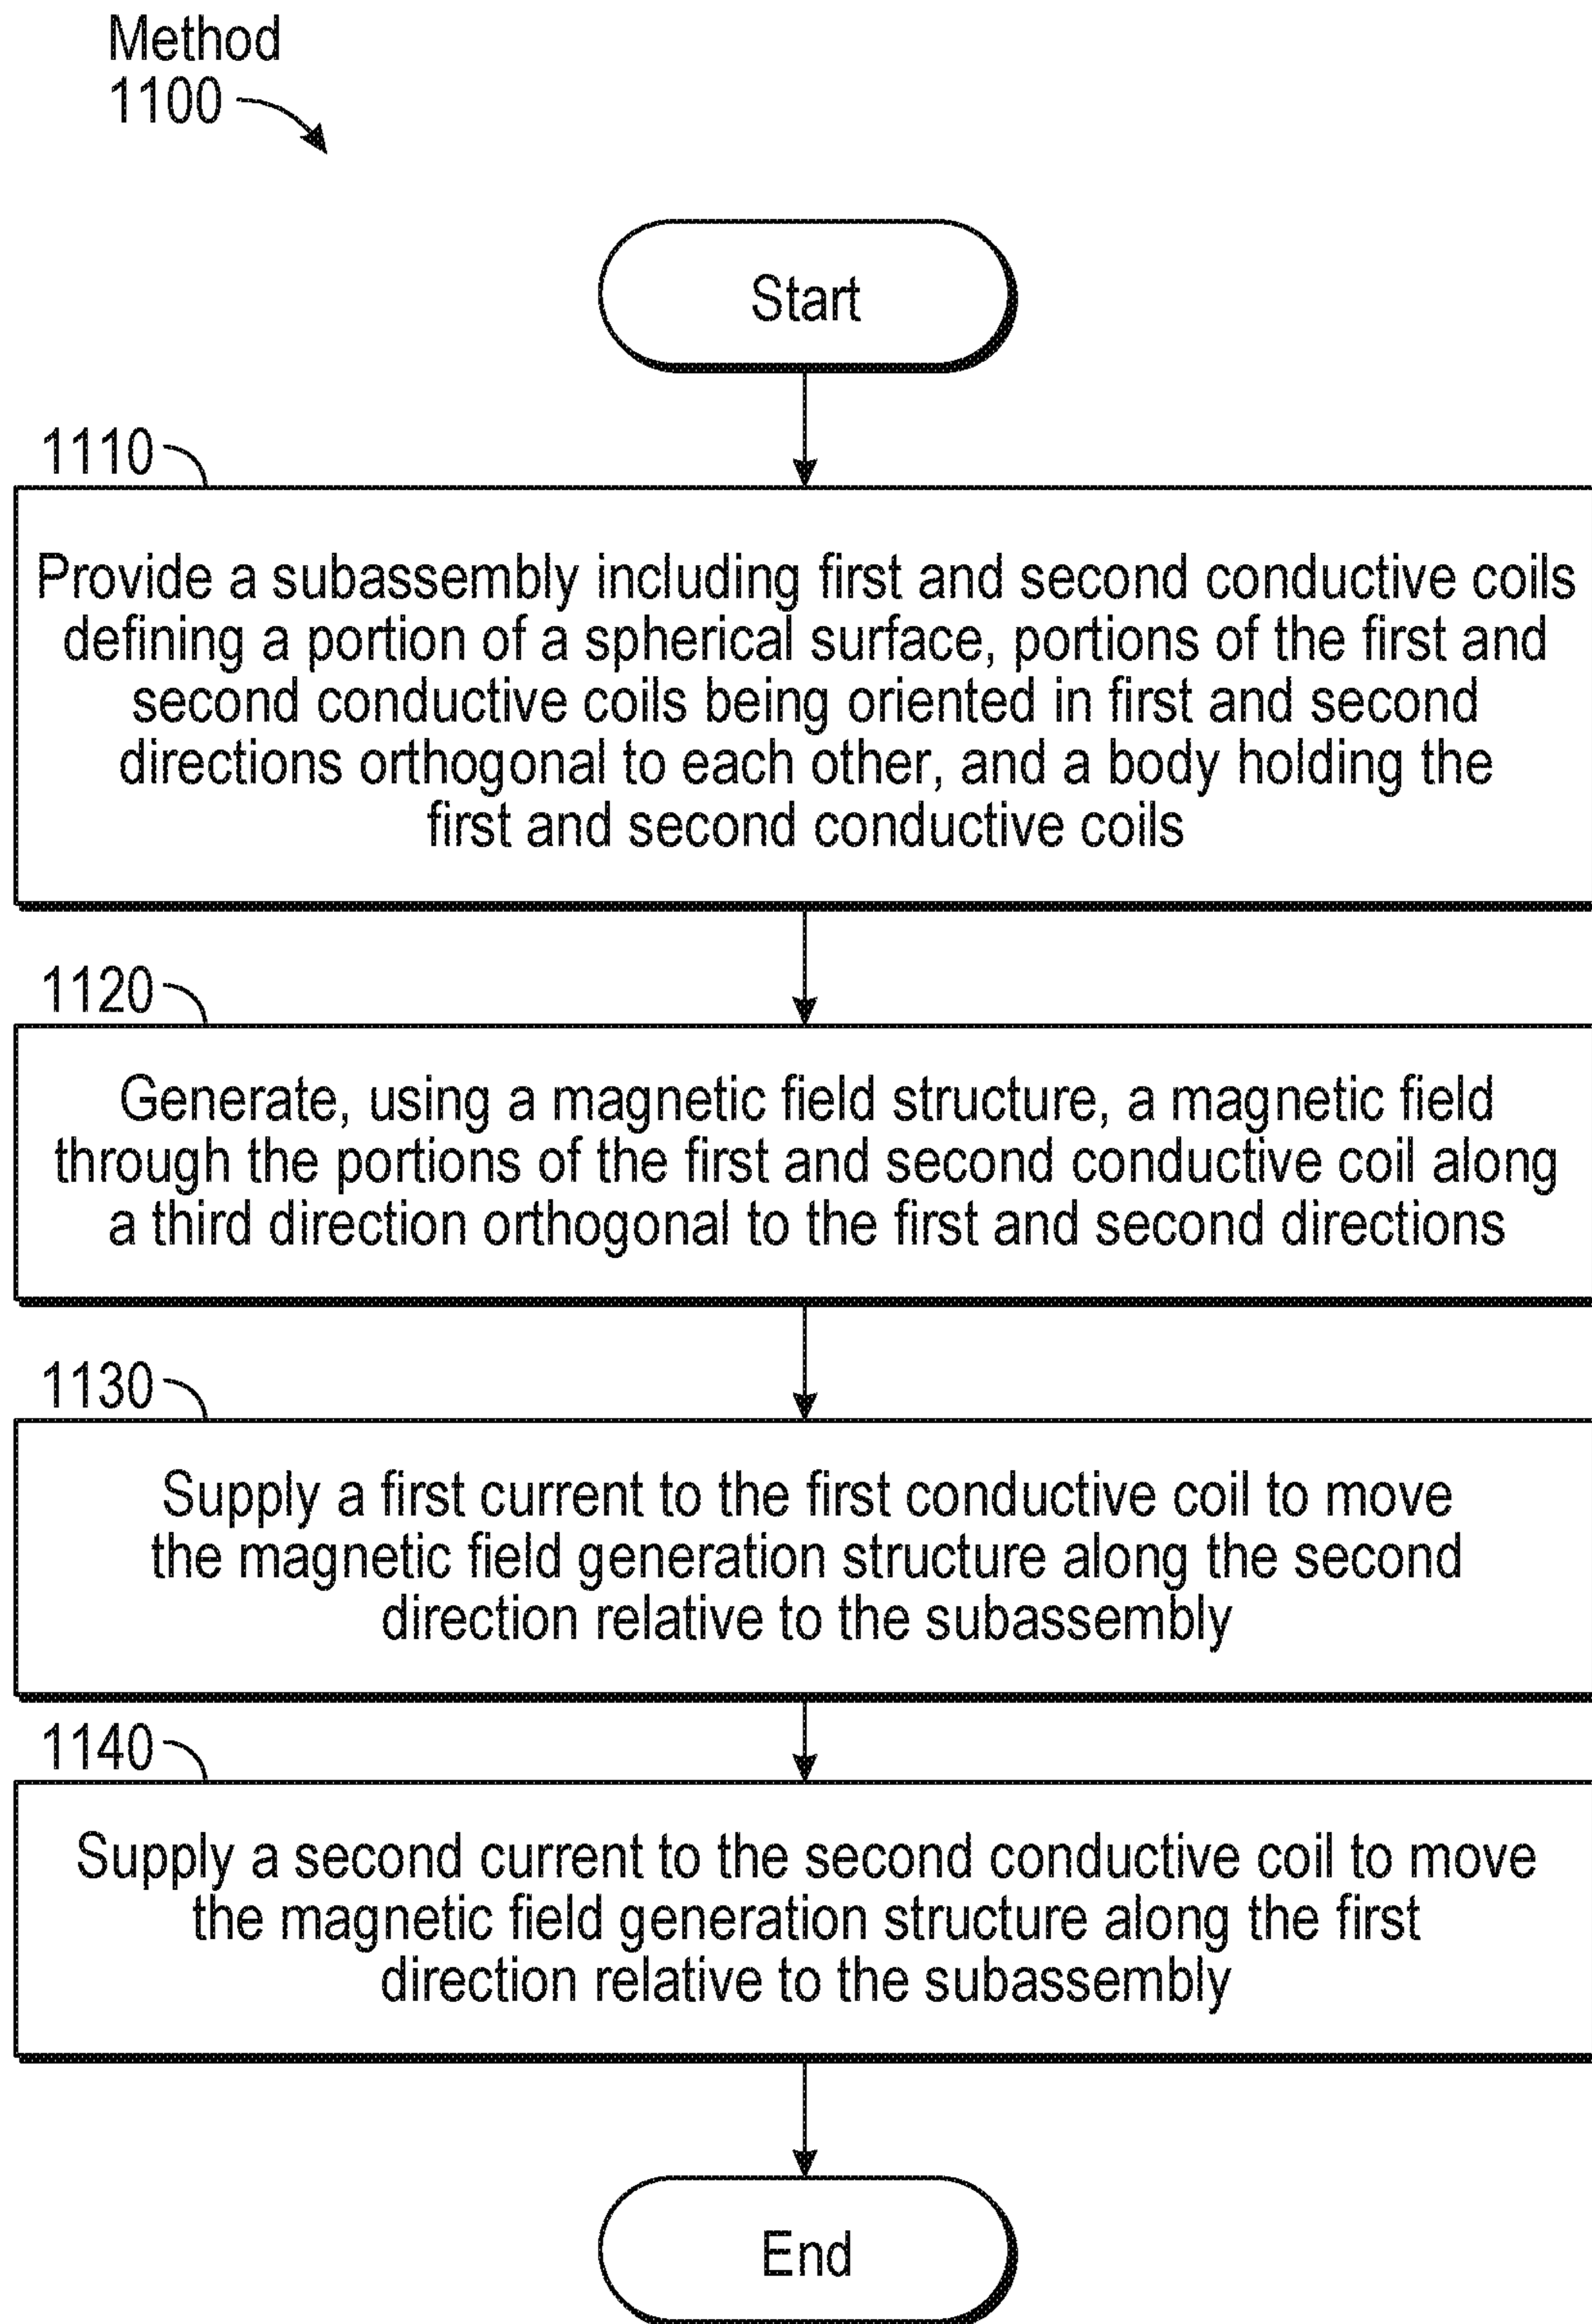 Method
1100
Start
1110
Provide a subassembly including first and second conductive coils
defining a portion of a spherical surface, portions of the first and
second conductive coils being oriented in first and second
directions orthogonal to each other, and a body holding the
first and second conductive coils
1120
Generate, using a magnetic field structure, a magnetic field
through the portions of the first and second conductive coil along
a third direction orthogonal to the first and second directions
1130
Supply a first current to the first conductive coil to move
the magnetic field generation structure along the second
direction relative to the subassembly
1140
Supply a second current to the second conductive coil to move
the magnetic field generation structure along the first
direction relative to the subassembly
End